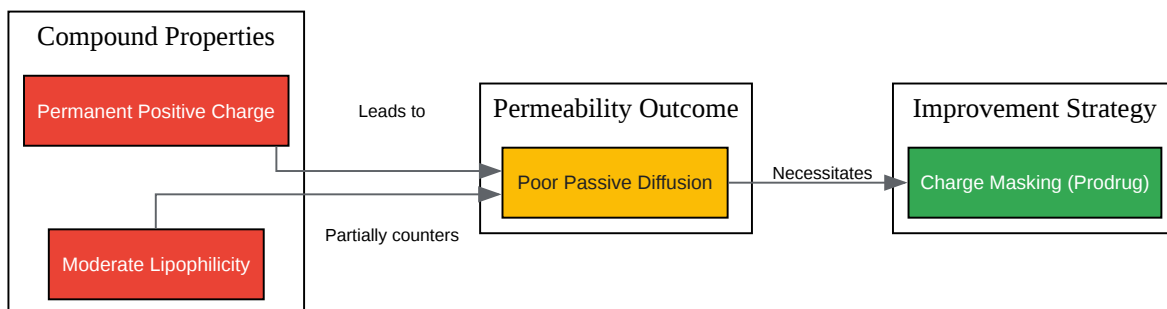 Compound Properties
Permanent Positive Charge
Moderate Lipophilicity
Leads to
Partially counters
Permeability Outcome
Poor Passive Diffusion
Necessitates
Improvement Strategy
Charge Masking (Prodrug)